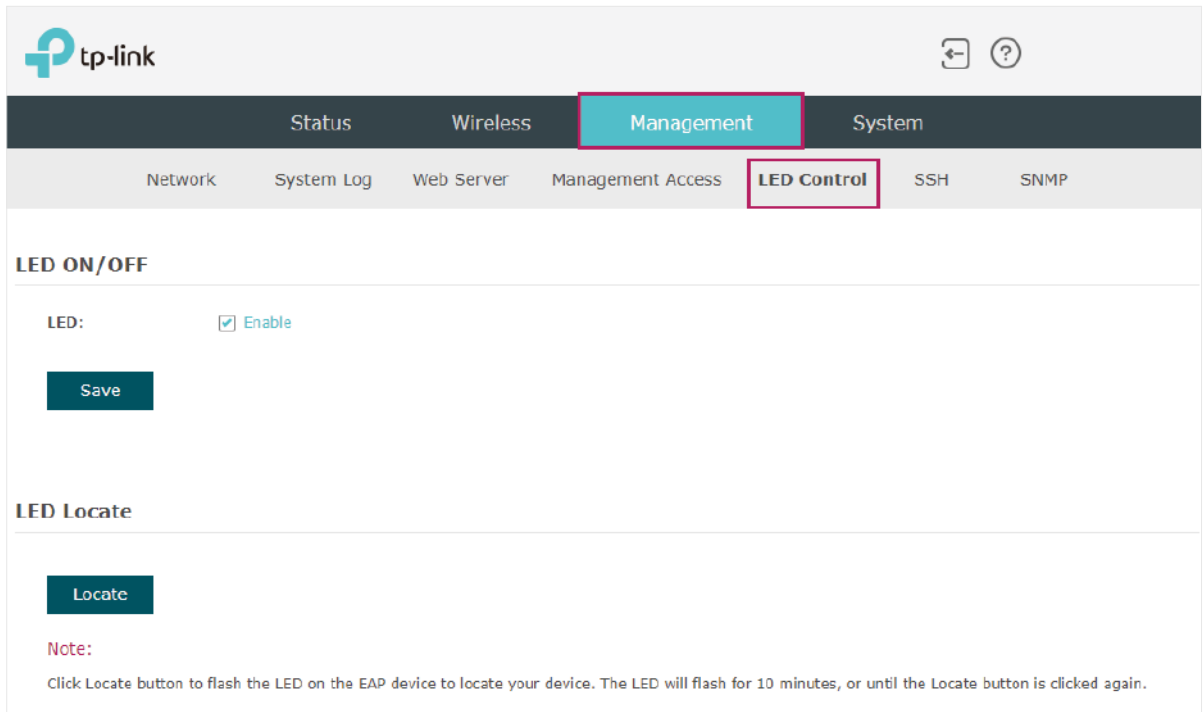 tp-link
Status Wireless Management System
Network System Log Web Server Management Access LED Control SSH SNMP
LED ON/OFF
LED: Enable
Save
LED Locate
Locate
Note:
Click Locate button to flash the LED on the EAP device to locate your device. The LED will flash for 10 minutes, or until the Locate button is clicked again.